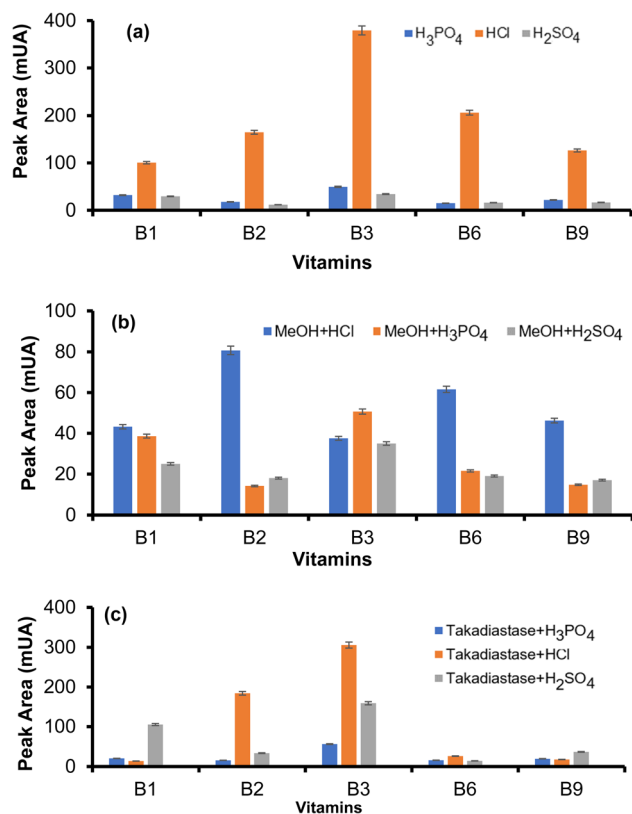 (a)
H₃PO₄ HCl H₂SO₄
Peak Area (mUA)
400
300
200
100
0
B1 B2 B3 B6 B9
Vitamins
(b)
MeOH+HCl MeOH+H₃PO₄ MeOH+H₂SO₄
Peak Area (mUA)
100
80
60
40
20
0
B1 B2 B3 B6 B9
Vitamins
(c)
Takadiastase+H₃PO₄
Takadiastase+HCl
Takadiastase+H₂SO₄
Peak Area (mUA)
400
300
200
100
0
B1 B2 B3 B6 B9
Vitamins